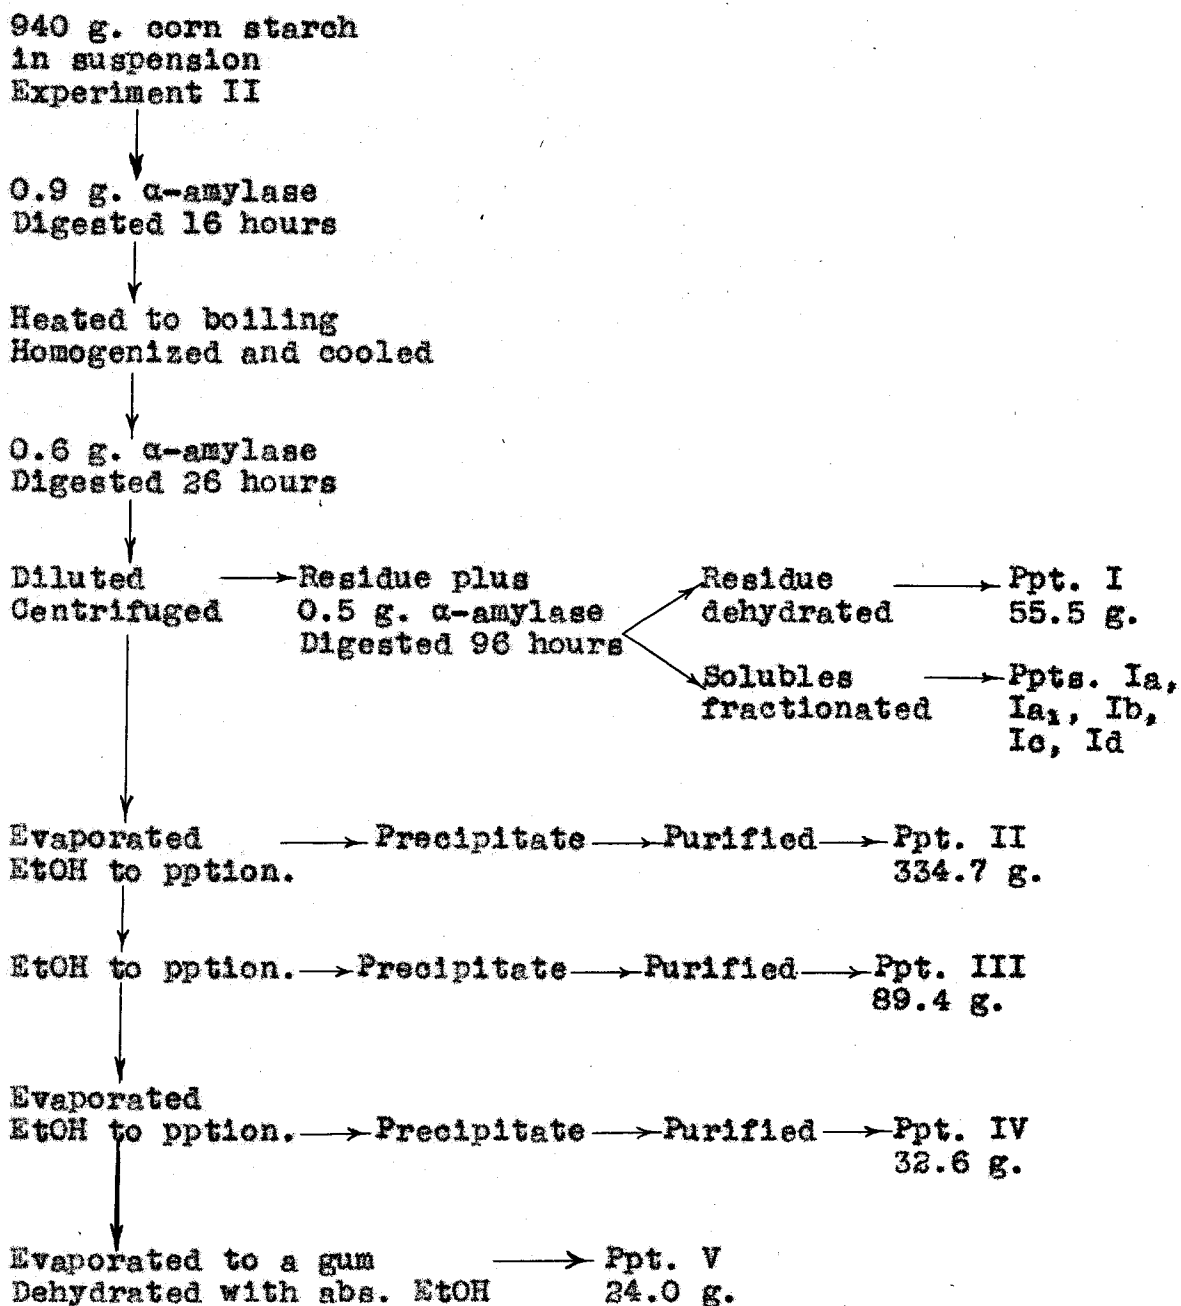 940 g. corn starch
in suspension
Experiment II
0.9 g. α-amylase
Digested 16 hours
Heated to boiling
Homogenized and cooled
0.6 g. α-amylase
Digested 26 hours
Diluted
Centrifuged
Residue plus
0.5 g. α-amylase
Digested 96 hours
Residue
dehydrated
Ppt. I
55.5 g.
Solubles
fractionated
Ppts. Ia,
Ia₁, Ib,
Ic, Id
Evaporated
EtOH to pption.
Precipitate
Purified
Ppt. II
334.7 g.
EtOH to pption.
Precipitate
Purified
Ppt. III
89.4 g.
Evaporated
EtOH to pption.
Precipitate
Purified
Ppt. IV
32.6 g.
Evaporated to a gum
Dehydrated with abs. EtOH
Ppt. V
24.0 g.